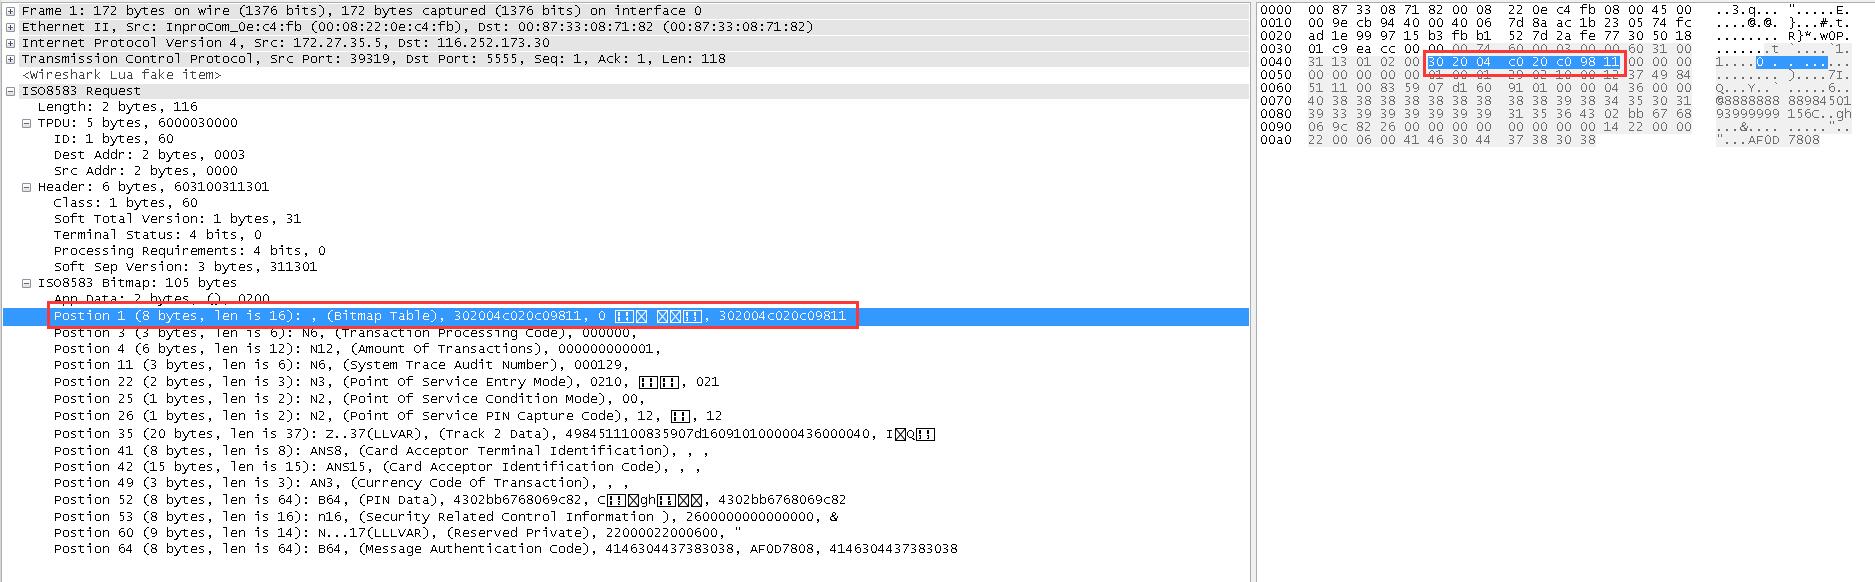 Frame 1: 172 bytes on wire (1376 bits), 172 bytes captured (1376 bits) on interface 0
Ethernet II, Src: InproCom_0e:c4:fb (00:08:22:0e:c4:fb), Dst: 00:87:33:08:71:82 (00:87:33:08:71:82)
Internet Protocol Version 4, Src: 172.27.35.5, Dst: 116.252.173.30
Transmission Control Protocol, Src Port: 39319, Dst Port: 5555, Seq: 1, Ack: 1, Len: 118
<Wireshark Lua fake item>
ISO8583 Request
Length: 2 bytes, 116
TPDU: 5 bytes, 6000030000
ID: 1 bytes, 60
Dest Addr: 2 bytes, 0003
Src Addr: 2 bytes, 0000
Header: 6 bytes, 603100311301
Class: 1 bytes, 60
Soft Total Version: 1 bytes, 31
Terminal Status: 4 bits, 0
Processing Requirements: 4 bits, 0
Soft Sep Version: 3 bytes, 311301
ISO8583 Bitmap: 105 bytes
App Data: 2 bytes, (), 0200
Postion 1 (8 bytes, len is 16): , (Bitmap Table), 302004c020c09811, 0 , 302004c020c09811
Postion 3 (3 bytes, len is 6): N6, (Transaction Processing Code), 000000,
Postion 4 (6 bytes, len is 12): N12, (Amount Of Transactions), 000000000001,
Postion 11 (3 bytes, len is 6): N6, (System Trace Audit Number), 000129,
Postion 22 (2 bytes, len is 3): N3, (Point Of Service Entry Mode), 0210, , 021
Postion 25 (1 bytes, len is 2): N2, (Point Of Service Condition Mode), 00,
Postion 26 (1 bytes, len is 2): N2, (Point Of Service PIN Capture Code), 12, , 12
Postion 35 (20 bytes, len is 37): Z..37(LLVAR), (Track 2 Data), 4984511100835907d160910100000436000040, I Q
Postion 41 (8 bytes, len is 8): ANS8, (Card Acceptor Terminal Identification), , ,
Postion 42 (15 bytes, len is 15): ANS15, (Card Acceptor Identification Code), , ,
Postion 49 (3 bytes, len is 3): AN3, (Currency Code Of Transaction), , ,
Postion 52 (8 bytes, len is 64): B64, (PIN Data), 4302bb6768069c82, C gh , 4302bb6768069c82
Postion 53 (8 bytes, len is 16): n16, (Security Related Control Information ), 2600000000000000, &
Postion 60 (9 bytes, len is 14): N...17(LLLVAR), (Reserved Private), 22000022000600, "
Postion 64 (8 bytes, len is 64): B64, (Message Authentication Code), 4146304437383038, AF0D7808, 4146304437383038
0000 00 87 33 08 71 82 00 08 22 0e c4 fb 08 00 45 00 ..3.q... ".....E.
0010 00 9e cb 94 40 00 40 06 7d 8a ac 1b 23 05 74 fc ....@.@. }...#.t.
0020 ad 1e 99 97 15 b3 fb b1 52 7d 2a fe 77 30 50 18 ........ R}*.w0P.
0030 01 c9 ea cc 00 00 00 74 60 00 03 00 00 60 31 00 .......t `....`1.
0040 31 13 01 02 00 30 20 04 c0 20 c0 98 11 00 00 00 1....0 . . ......
0050 00 00 00 00 00 01 00 01 29 02 10 00 12 37 49 84 ........ )....7I.
0060 51 11 00 83 59 07 d1 60 91 01 00 00 04 36 00 00 Q...Y..` .....6..
0070 40 38 38 38 38 38 38 38 38 38 39 38 34 35 30 31 @8888888 88984501
0080 39 33 39 39 39 39 39 39 31 35 36 43 02 bb 67 68 93999999 156C..gh
0090 06 9c 82 26 00 00 00 00 00 00 00 00 14 22 00 00 ...&.... ....."..
00a0 22 00 06 00 41 46 30 44 37 38 30 38 "...AF0D 7808